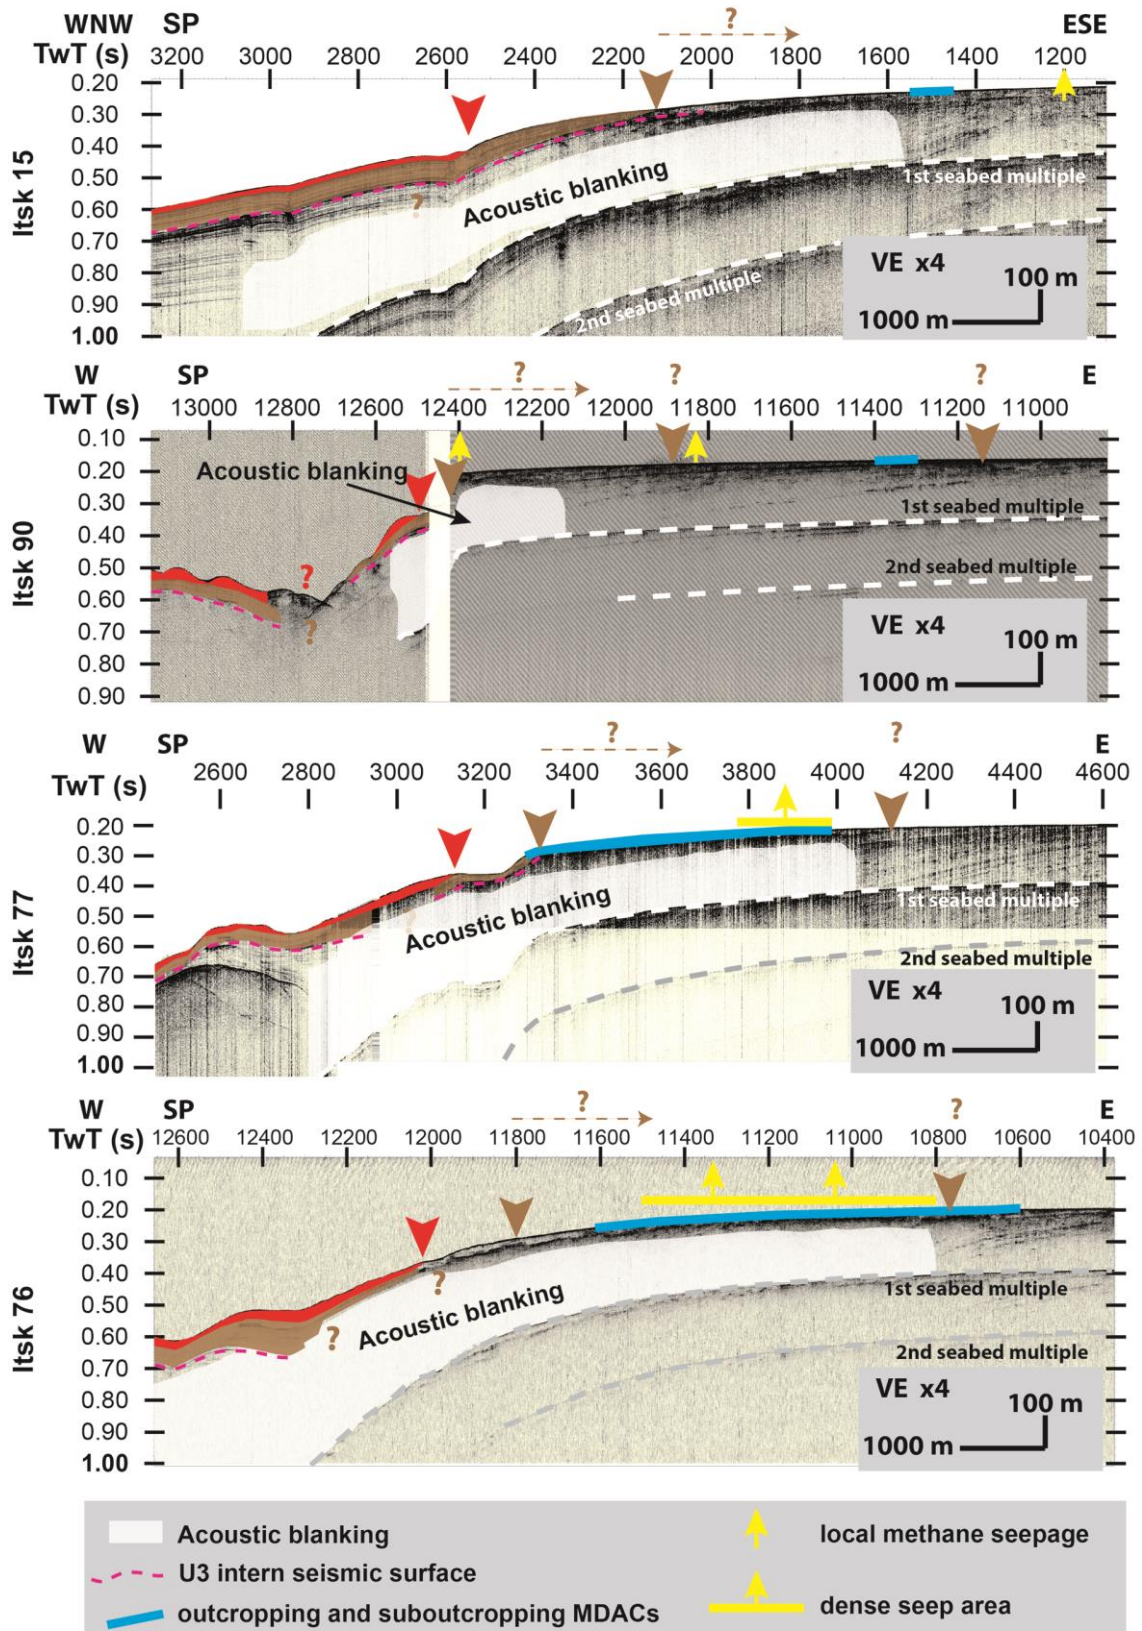 WNW SP ? ESE
TwT (s)
3200 3000 2800 2600 2400 2200 2000 1800 1600 1400 1200
0.20
0.30
0.40
0.50
0.60
0.70
0.80
0.90
1.00
Itsk 15
?
Acoustic blanking
1st seabed multiple
2nd seabed multiple
VE x4
100 m
1000 m
W SP ? ? ? E
TwT (s)
13000 12800 12600 12400 12200 12000 11800 11600 11400 11200 11000
0.10
0.20
0.30
0.40
0.50
0.60
0.70
0.80
0.90
Itsk 90
Acoustic blanking
?
?
1st seabed multiple
2nd seabed multiple
VE x4
100 m
1000 m
W SP ? ? E
TwT (s)
2600 2800 3000 3200 3400 3600 3800 4000 4200 4400 4600
0.20
0.30
0.40
0.50
0.60
0.70
0.80
0.90
1.00
Itsk 77
?
Acoustic blanking
1st seabed multiple
2nd seabed multiple
VE x4
100 m
1000 m
W SP ? ? E
TwT (s)
12600 12400 12200 12000 11800 11600 11400 11200 11000 10800 10600 10400
0.10
0.20
0.30
0.40
0.50
0.60
0.70
0.80
0.90
1.00
Itsk 76
?
?
Acoustic blanking
1st seabed multiple
2nd seabed multiple
VE x4
100 m
1000 m
Acoustic blanking
U3 intern seismic surface
outcropping and suboutcropping MDACs
local methane seepage
dense seep area